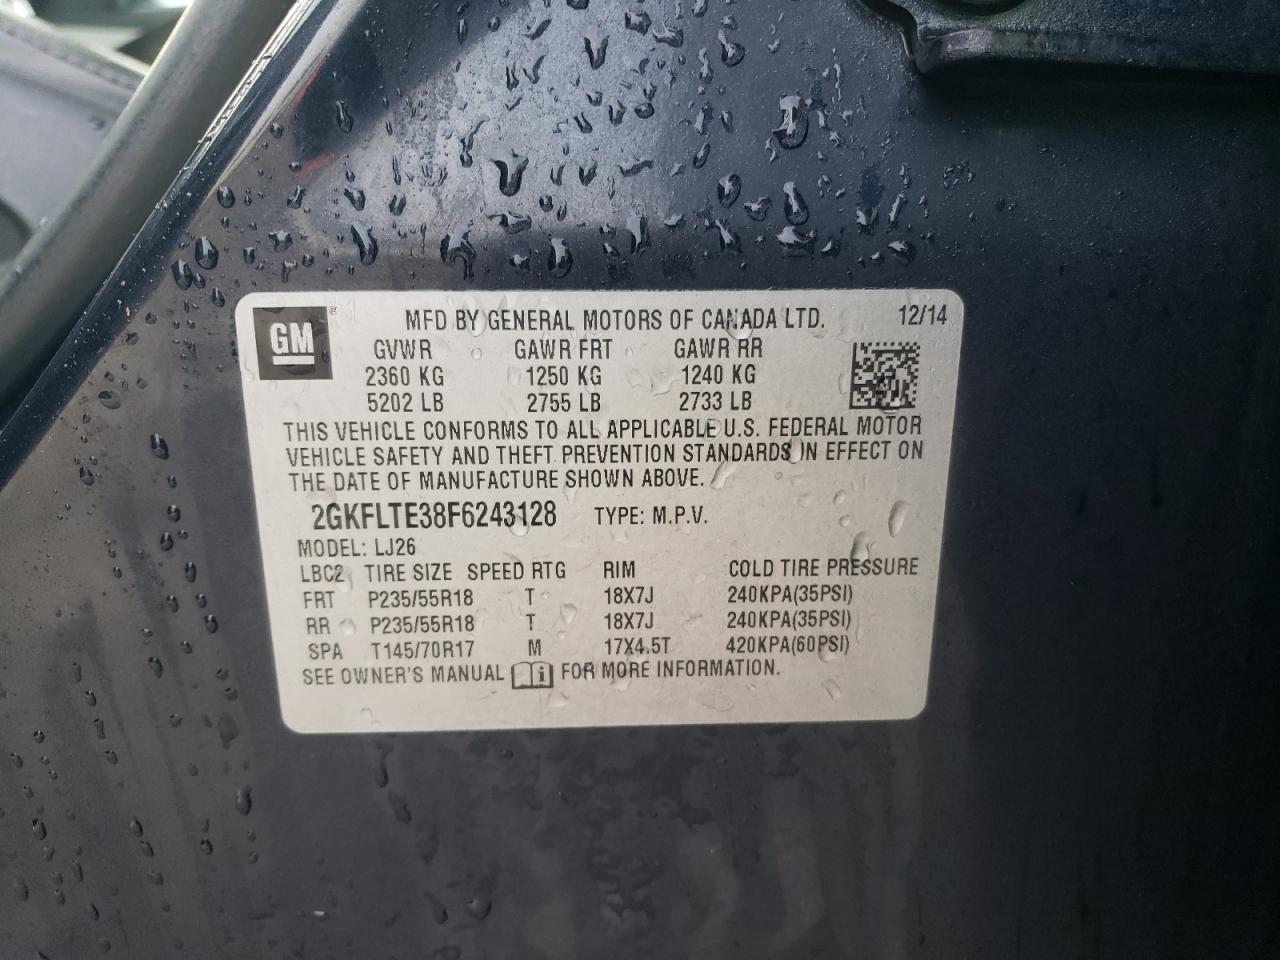 GM ® MFD BY GENERAL MOTORS OF CANADA LTD. 12/14
GVWR GAWR FRT GAWR RR
2360 KG 1250 KG 1240 KG
5202 LB 2755 LB 2733 LB
THIS VEHICLE CONFORMS TO ALL APPLICABLE U.S. FEDERAL MOTOR
VEHICLE SAFETY AND THEFT PREVENTION STANDARDS IN EFFECT ON
THE DATE OF MANUFACTURE SHOWN ABOVE.
2GKFLTE38F6243128 TYPE: M.P.V.
MODEL: LJ26
LBC2 TIRE SIZE SPEED RTG RIM COLD TIRE PRESSURE
FRT P235/55R18 T 18X7J 240KPA(35PSI)
RR P235/55R18 T 18X7J 240KPA(35PSI)
SPA T145/70R17 M 17X4.5T 420KPA(60PSI)
SEE OWNER'S MANUAL i FOR MORE INFORMATION.